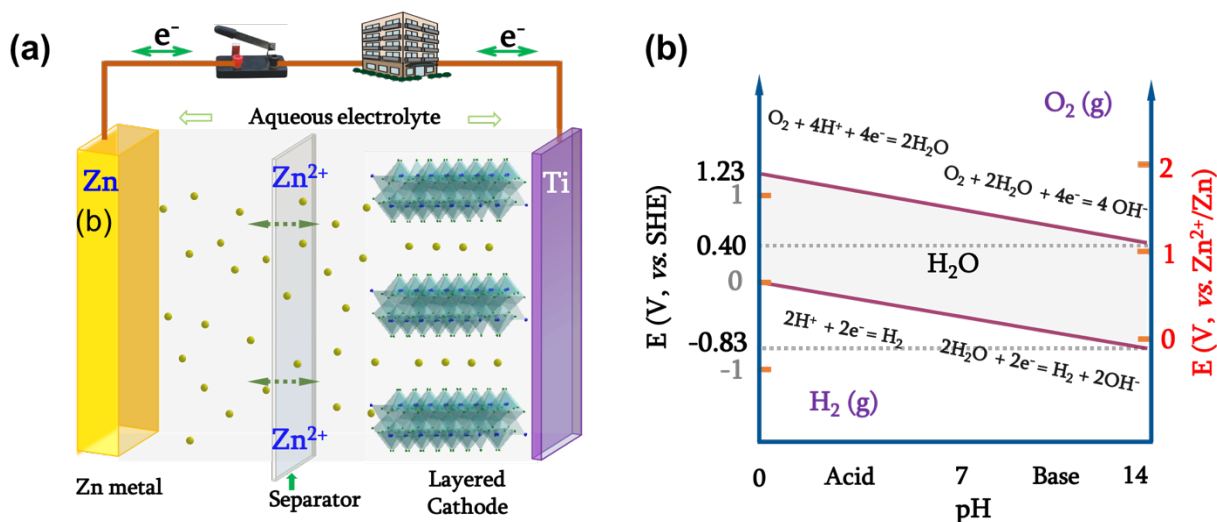 (a)
e⁻
e⁻
Aqueous electrolyte
Zn
(b)
Zn²⁺
Ti
Zn²⁺
Zn metal
Separator
Layered
Cathode
(b)
O₂ (g)
O₂ + 4H⁺ + 4e⁻ = 2H₂O
O₂ + 2H₂O + 4e⁻ = 4 OH⁻
1.23
1
0.40
0
-0.83
-1
E (V, vs. SHE)
H₂O
2H⁺ + 2e⁻ = H₂
2H₂O + 2e⁻ = H₂ + 2OH⁻
H₂ (g)
2
1
0
E (V, vs. Zn²⁺/Zn)
0 Acid 7 Base 14
pH